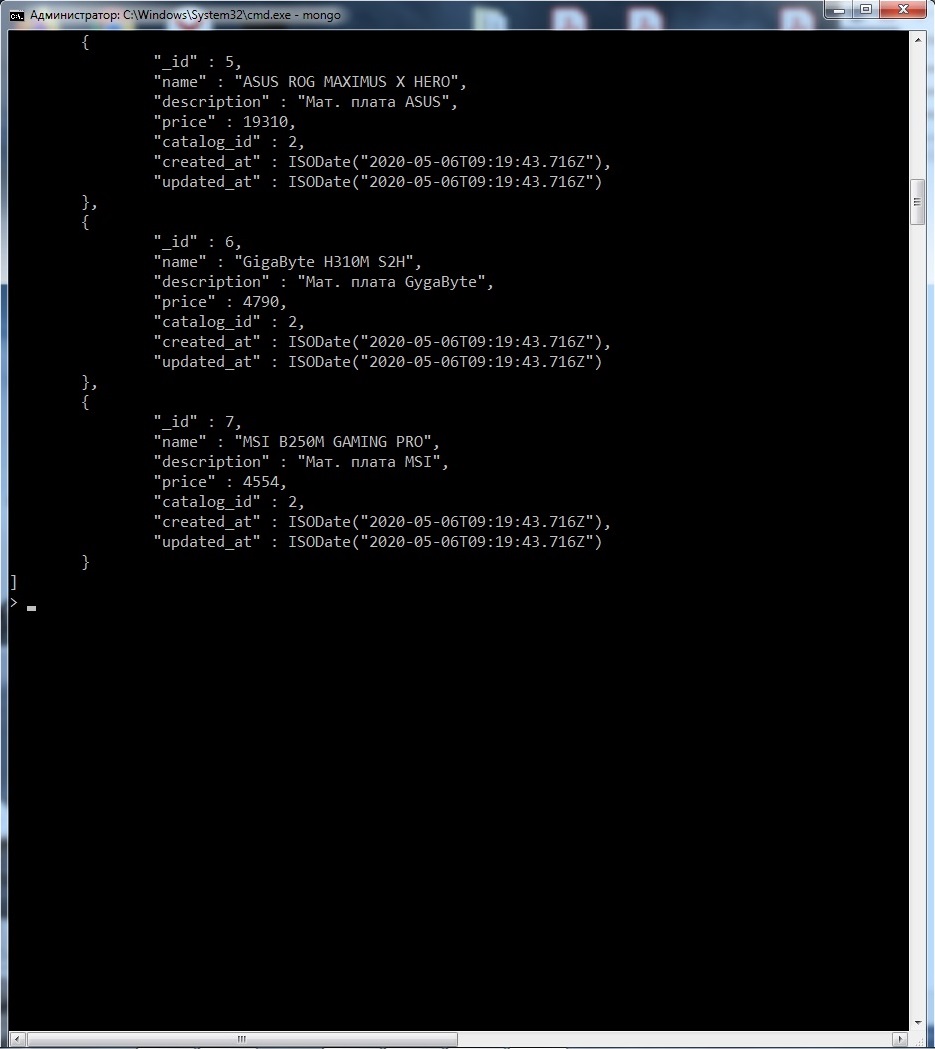 Администратор: C:\Windows\System32\cmd.exe - mongo
{
"_id" : 5,
"name" : "ASUS ROG MAXIMUS X HERO",
"description" : "Мат. плата ASUS",
"price" : 19310,
"catalog_id" : 2,
"created_at" : ISODate("2020-05-06T09:19:43.716Z"),
"updated_at" : ISODate("2020-05-06T09:19:43.716Z")
},
{
"_id" : 6,
"name" : "GigaByte H310M S2H",
"description" : "Мат. плата GygaByte",
"price" : 4790,
"catalog_id" : 2,
"created_at" : ISODate("2020-05-06T09:19:43.716Z"),
"updated_at" : ISODate("2020-05-06T09:19:43.716Z")
},
{
"_id" : 7,
"name" : "MSI B250M GAMING PRO",
"description" : "Мат. плата MSI",
"price" : 4554,
"catalog_id" : 2,
"created_at" : ISODate("2020-05-06T09:19:43.716Z"),
"updated_at" : ISODate("2020-05-06T09:19:43.716Z")
}
]
>